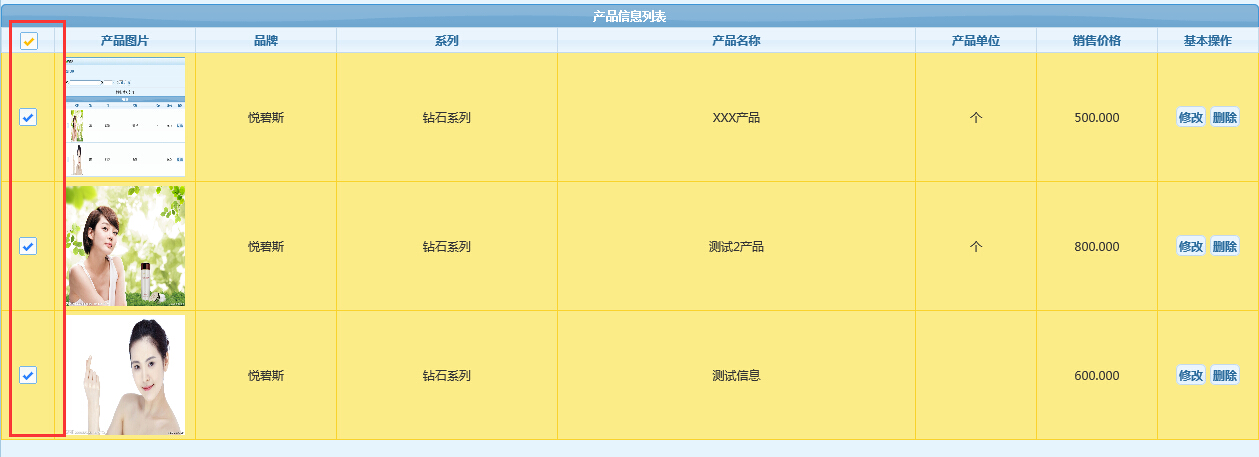 产品信息列表
产品图片 品牌 系列 产品名称 产品单位 销售价格 基本操作
悦碧斯 钻石系列 XXX产品 个 500.000 修改 删除
悦碧斯 钻石系列 测试2产品 个 800.000 修改 删除
悦碧斯 钻石系列 测试信息 600.000 修改 删除